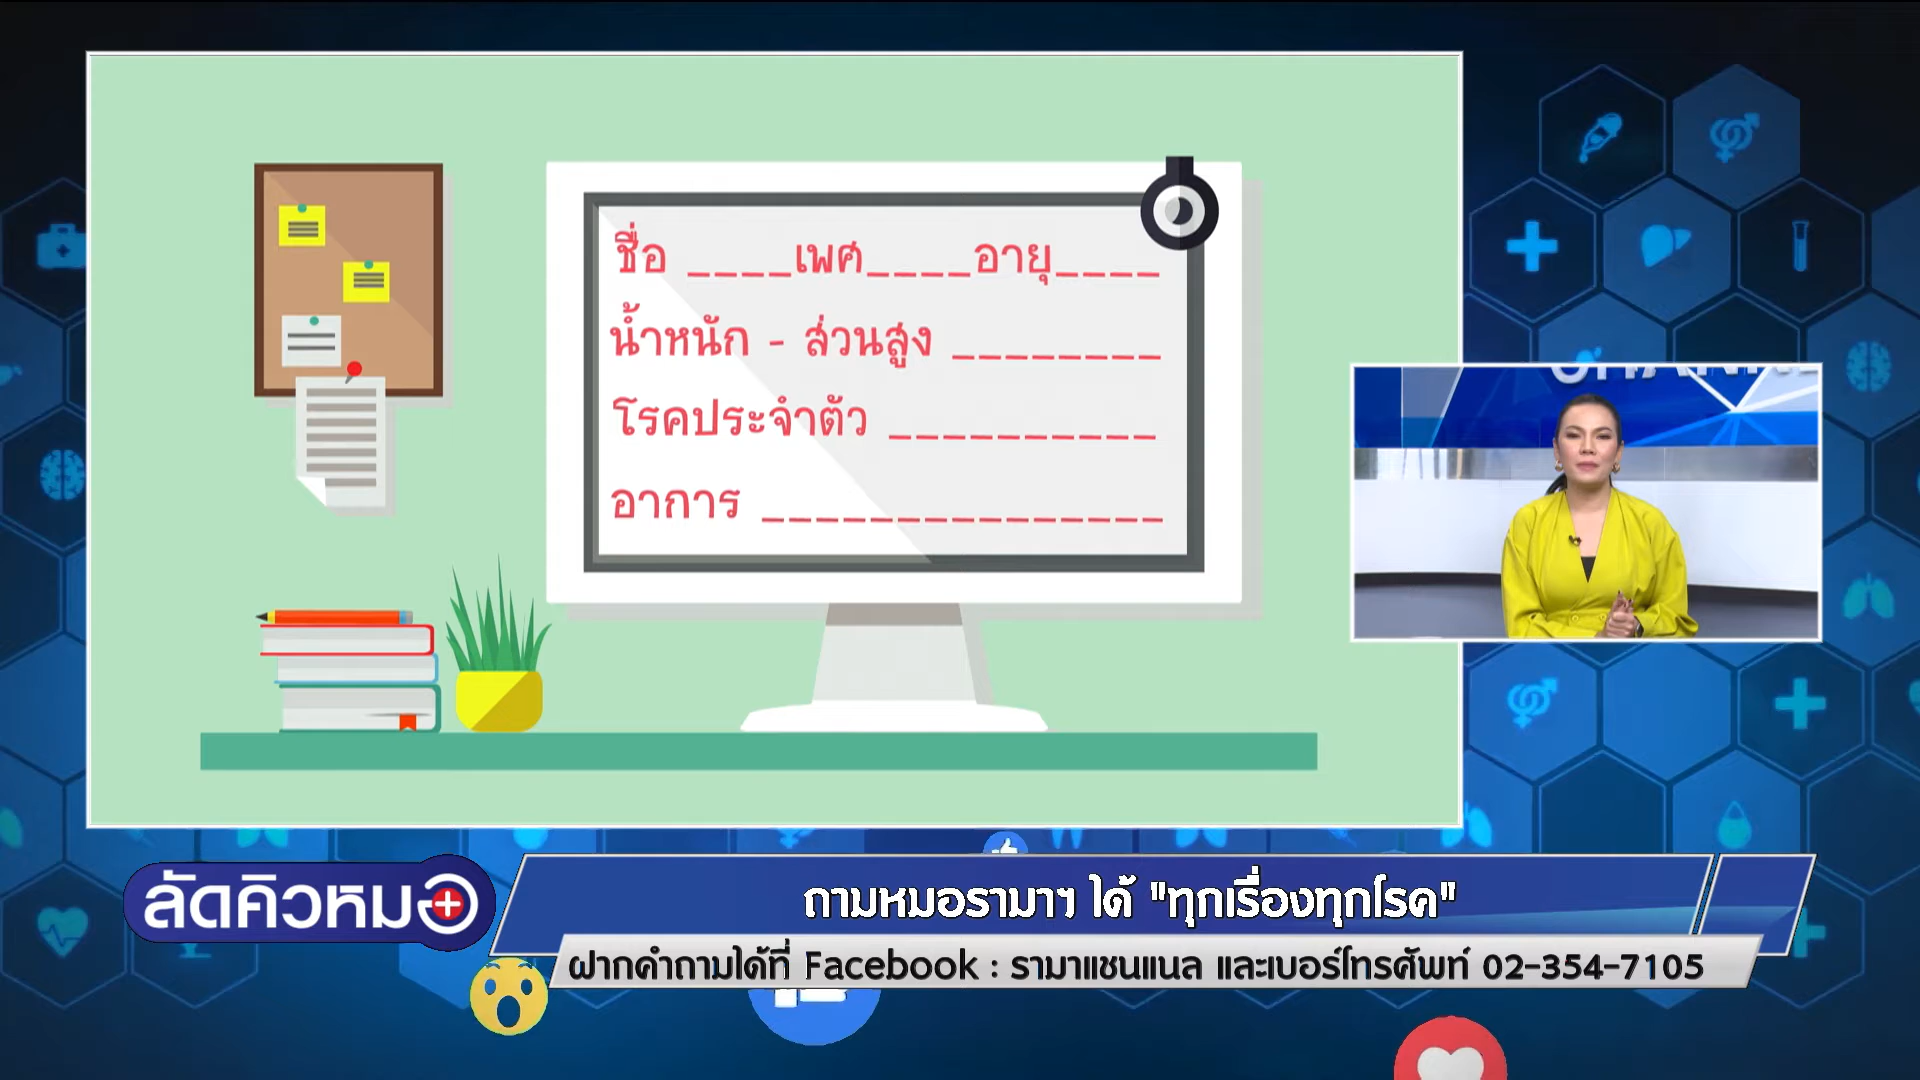 ชื่อ ____เพศ____อายุ____
น้ำหนัก - ส่วนสูง ________
โรคประจำตัว __________
อาการ _______________
ลัดคิวหมอ
ถามหมอรามาฯ ได้ "ทุกเรื่องทุกโรค"
ฝากคำถามได้ที่ Facebook : รามาแชนแนล และเบอร์โทรศัพท์ 02-354-7105